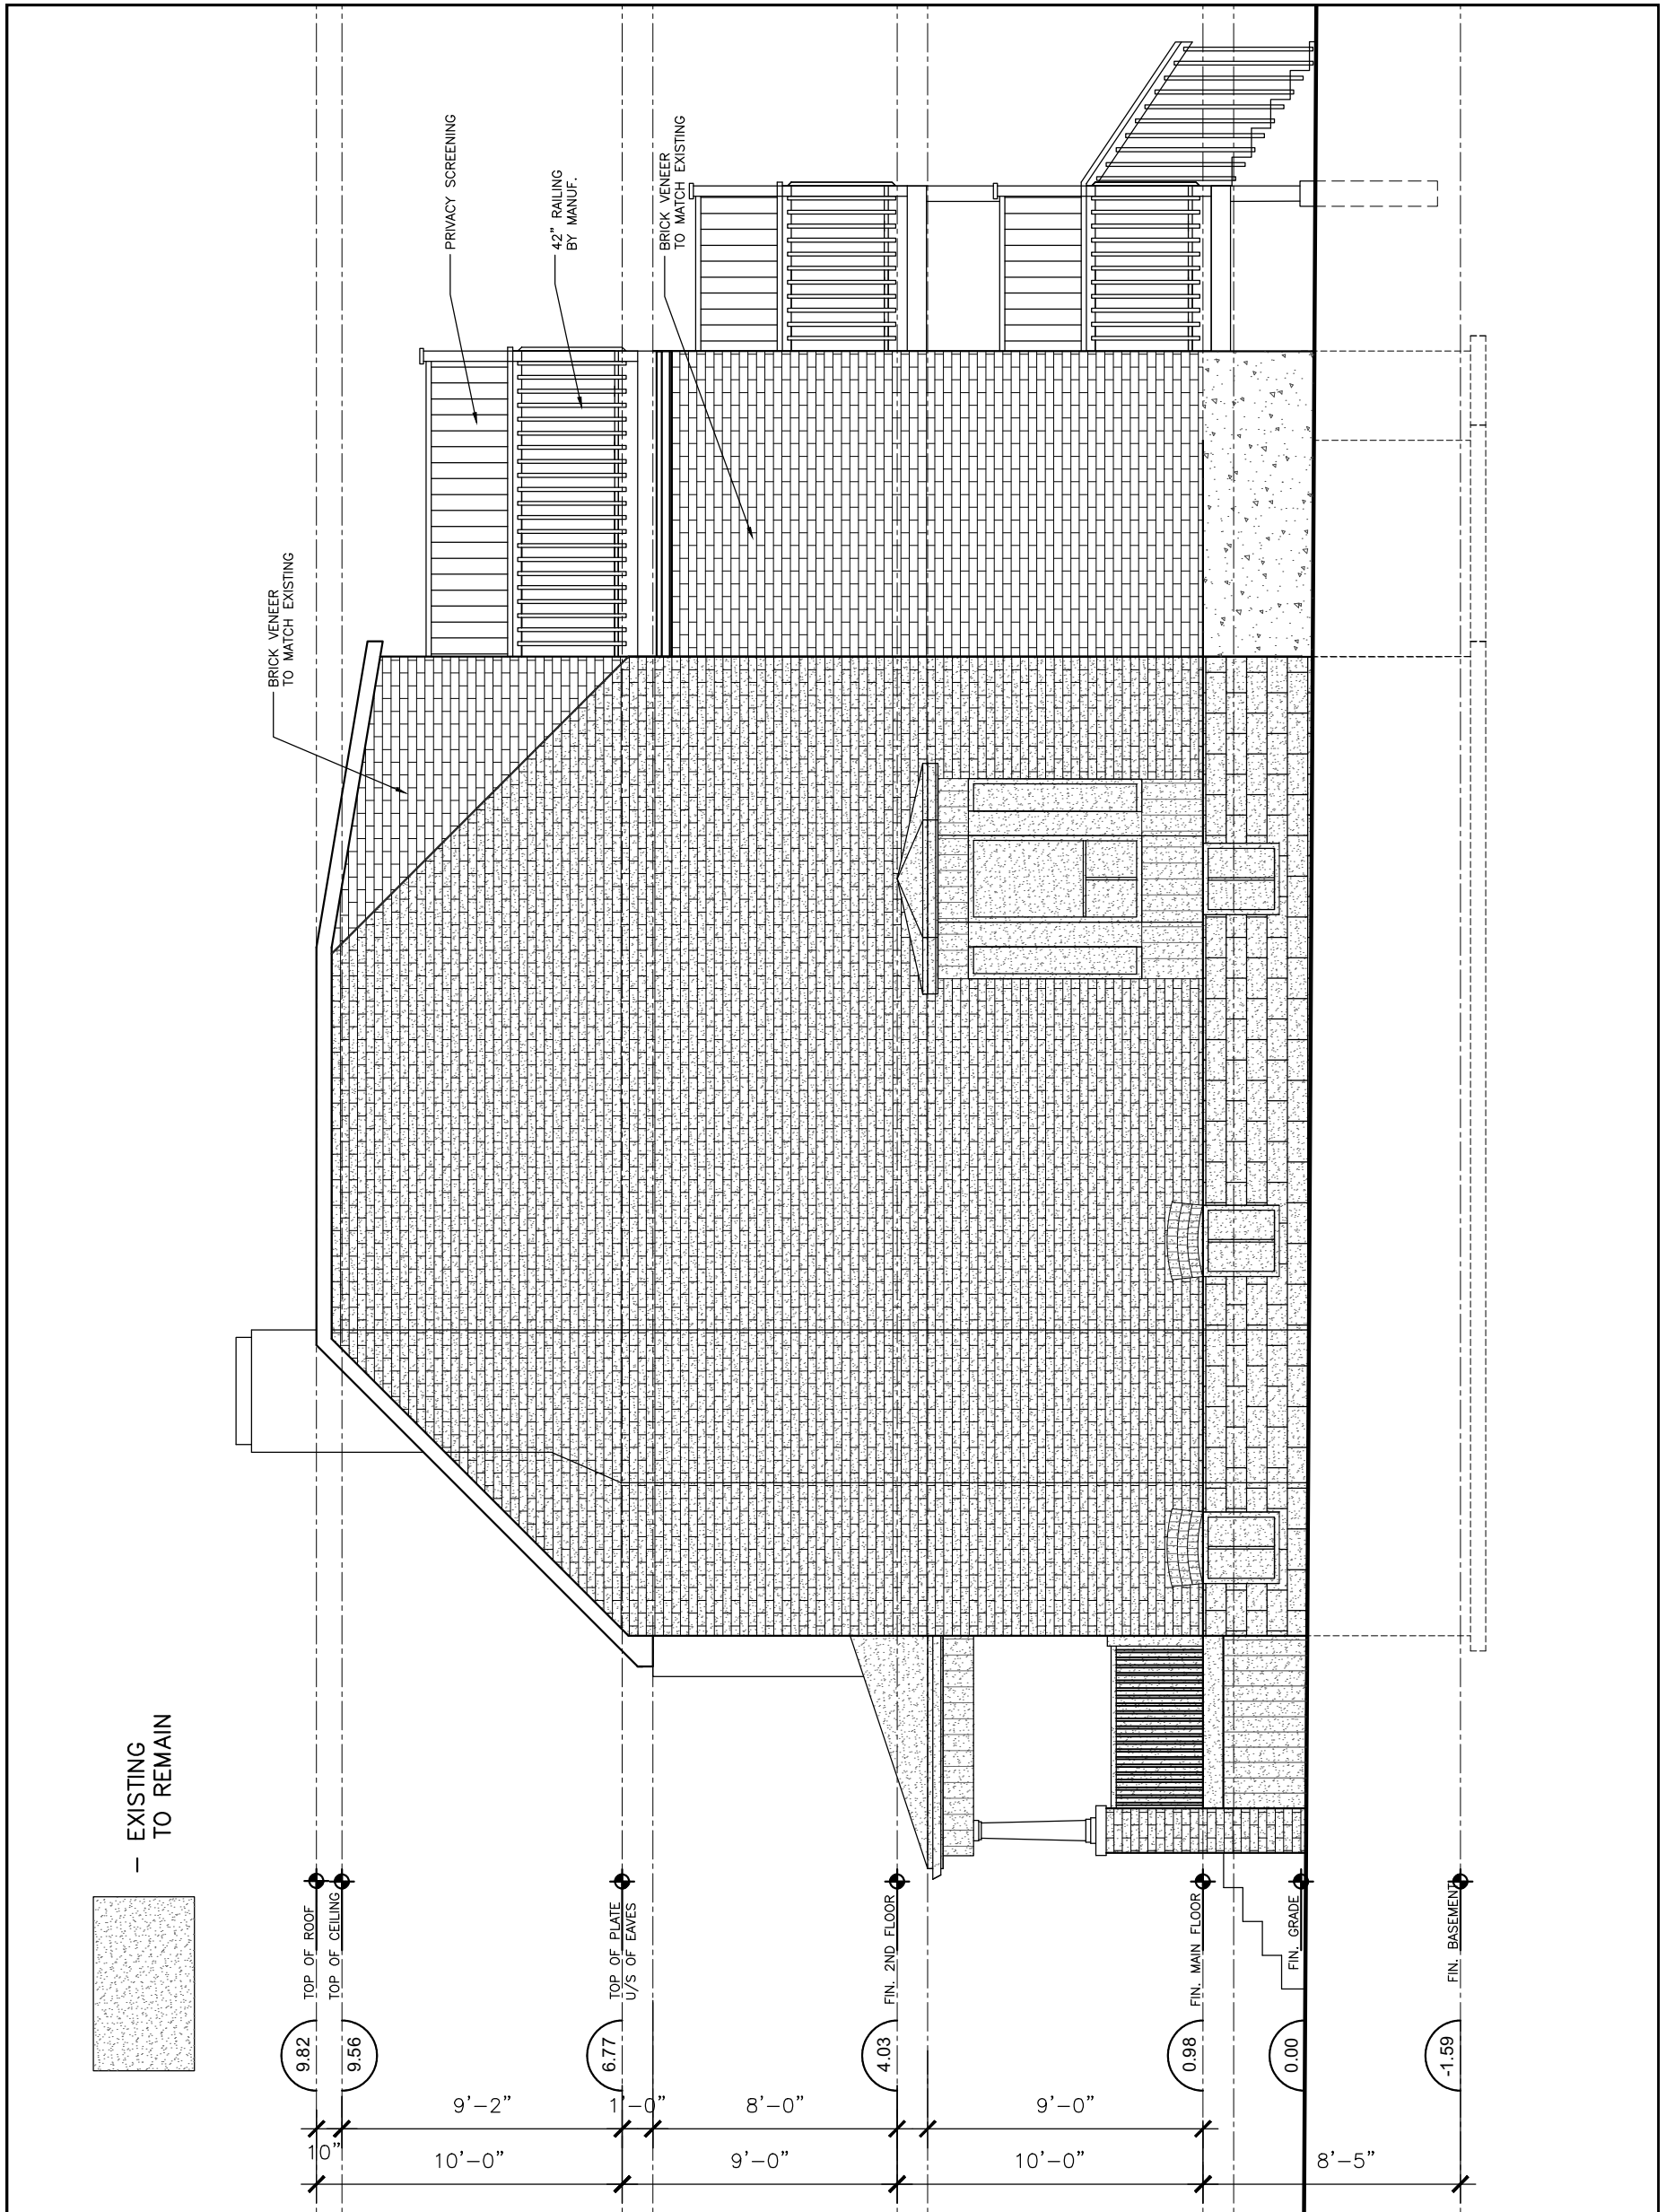 – EXISTING
TO REMAIN
BRICK VENEER
TO MATCH EXISTING
PRIVACY SCREENING
42" RAILING
BY MANUF.
BRICK VENEER
TO MATCH EXISTING
9.82
TOP OF ROOF
9.56
TOP OF CEILING
6.77
TOP OF PLATE
U/S OF EAVES
4.03
FIN. 2ND FLOOR
0.98
FIN. MAIN FLOOR
0.00
FIN. GRADE
-1.59
FIN. BASEMENT
9'-2"
1'-0"
8'-0"
9'-0"
10"
10'-0"
9'-0"
10'-0"
8'-5"